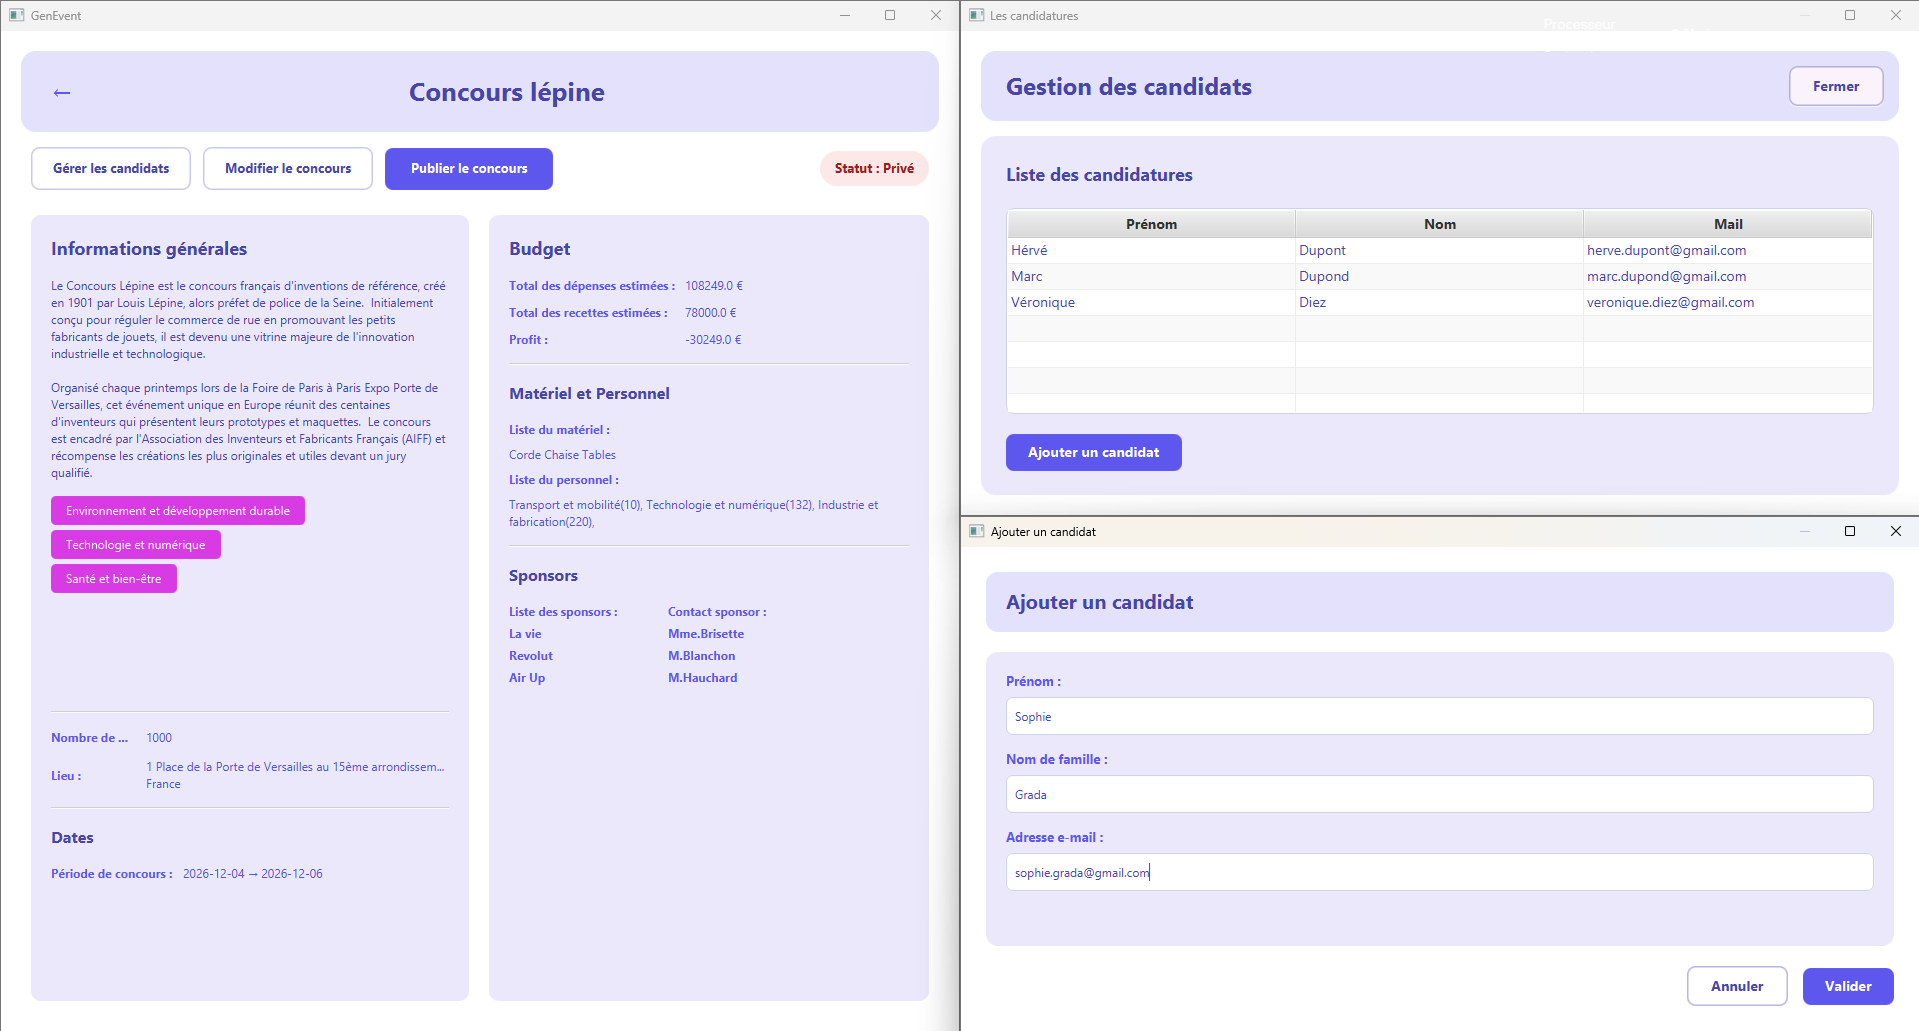 GenEvent
←
Concours lépine
Gérer les candidats
Modifier le concours
Publier le concours
Statut : Privé
Informations générales
Le Concours Lépine est le concours français d'inventions de référence, créé
en 1901 par Louis Lépine, alors préfet de police de la Seine.  Initialement
conçu pour réguler le commerce de rue en promouvant les petits
fabricants de jouets, il est devenu une vitrine majeure de l'innovation
industrielle et technologique.
Organisé chaque printemps lors de la Foire de Paris à Paris Expo Porte de
Versailles, cet événement unique en Europe réunit des centaines
d'inventeurs qui présentent leurs prototypes et maquettes.  Le concours
est encadré par l'Association des Inventeurs et Fabricants Français (AIFF) et
récompense les créations les plus originales et utiles devant un jury
qualifié.
Environnement et développement durable
Technologie et numérique
Santé et bien-être
Nombre de ... 1000
Lieu : 1 Place de la Porte de Versailles au 15ème arrondissem...
France
Dates
Période de concours : 2026-12-04 → 2026-12-06
Budget
Total des dépenses estimées : 108249.0 €
Total des recettes estimées : 78000.0 €
Profit : -30249.0 €
Matériel et Personnel
Liste du matériel :
Corde Chaise Tables
Liste du personnel :
Transport et mobilité(10), Technologie et numérique(132), Industrie et
fabrication(220),
Sponsors
Liste des sponsors : Contact sponsor :
La vie Mme.Brisette
Revolut M.Blanchon
Air Up M.Hauchard
Les candidatures
Processeur
Gestion des candidats
Fermer
Liste des candidatures
Prénom Nom Mail
Hérvé Dupont herve.dupont@gmail.com
Marc Dupond marc.dupond@gmail.com
Véronique Diez veronique.diez@gmail.com
Ajouter un candidat
Ajouter un candidat
Ajouter un candidat
Prénom :
Sophie
Nom de famille :
Grada
Adresse e-mail :
sophie.grada@gmail.com
Annuler
Valider